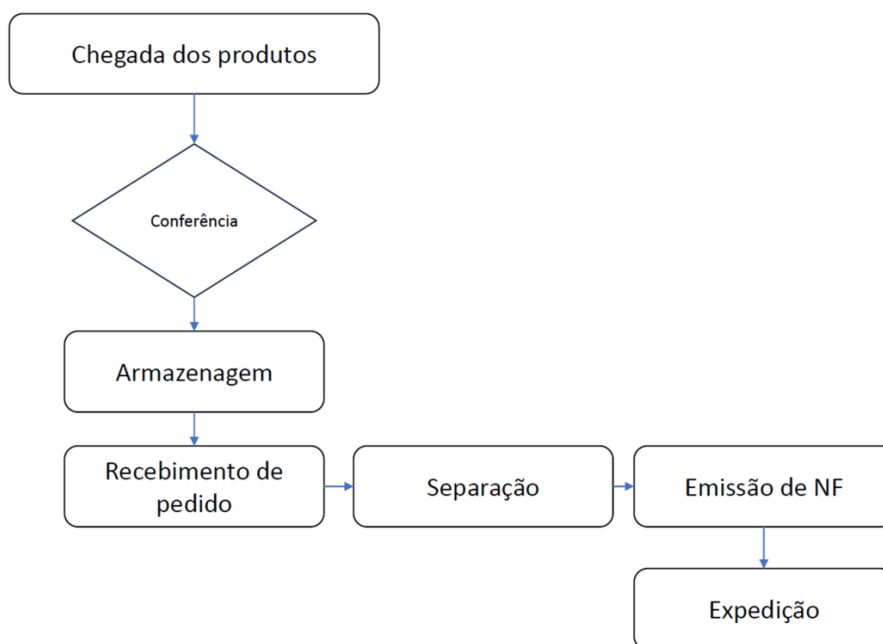 Chegada dos produtos
Conferência
Armazenagem
Recebimento de
pedido
Separação
Emissão de NF
Expedição